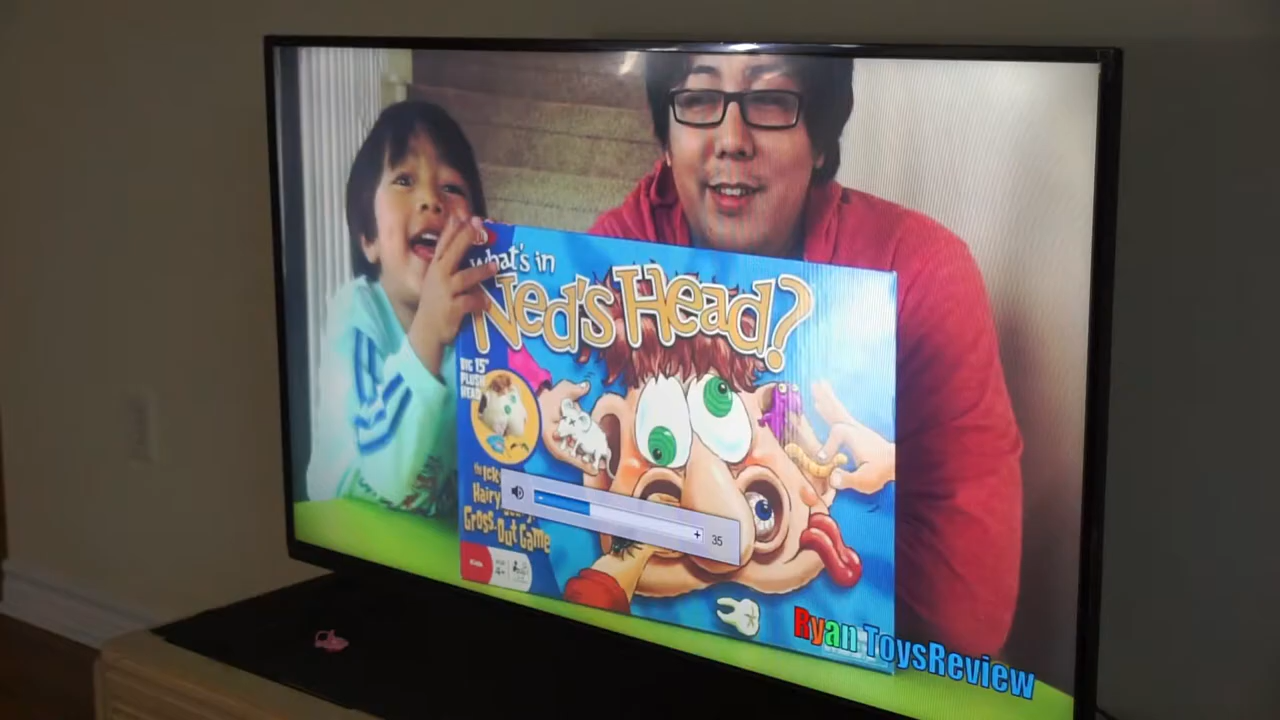 what's in
Ned's Head?
BIG 15"
PLUSH
HEAD
the Icky
Hairy,
Gross.Out Game
35
Ryan ToysReview